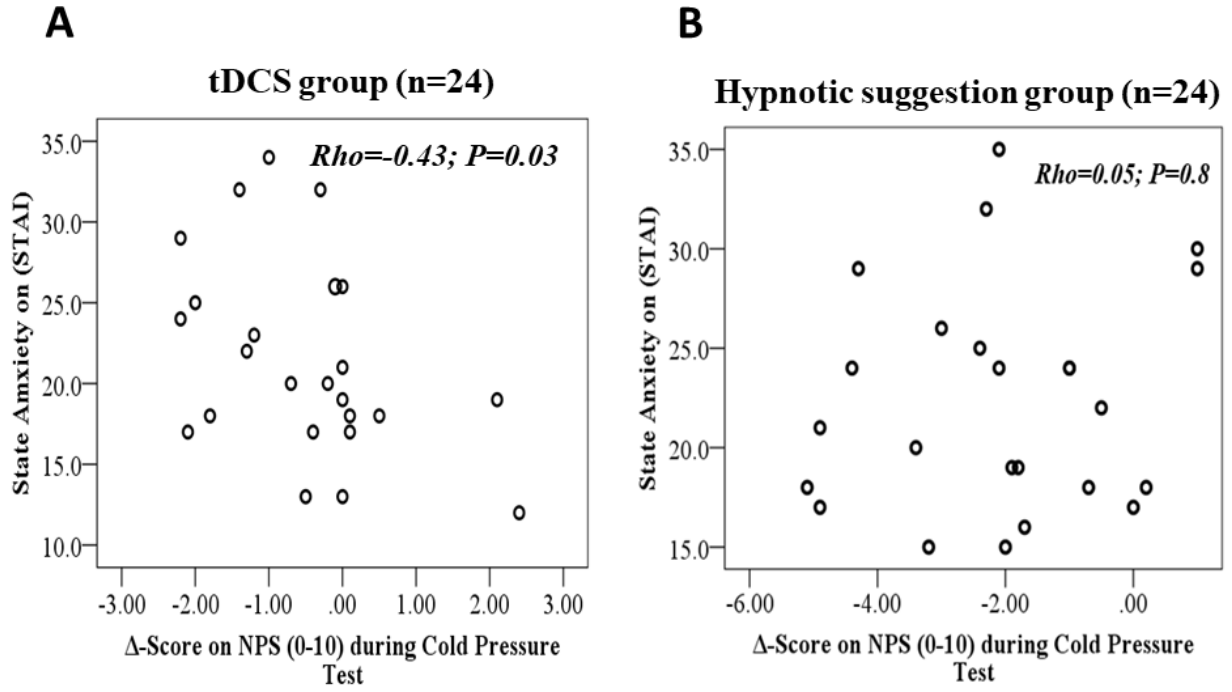 A
tDCS group (n=24)
Rho=-0.43; P=0.03
State Amxiety on (STAI)
35.0
30.0
25.0
20.0
15.0
10.0
-3.00 -2.00 -1.00 .00 1.00 2.00 3.00
Δ-Score on NPS (0-10) during Cold Pressure
Test
B
Hypnotic suggestion group (n=24)
Rho=0.05; P=0.8
State Anxiety on (STAI)
35.0
30.0
25.0
20.0
15.0
-6.00 -4.00 -2.00 .00
Δ-Score on NPS (0-10) during Cold Pressure
Test